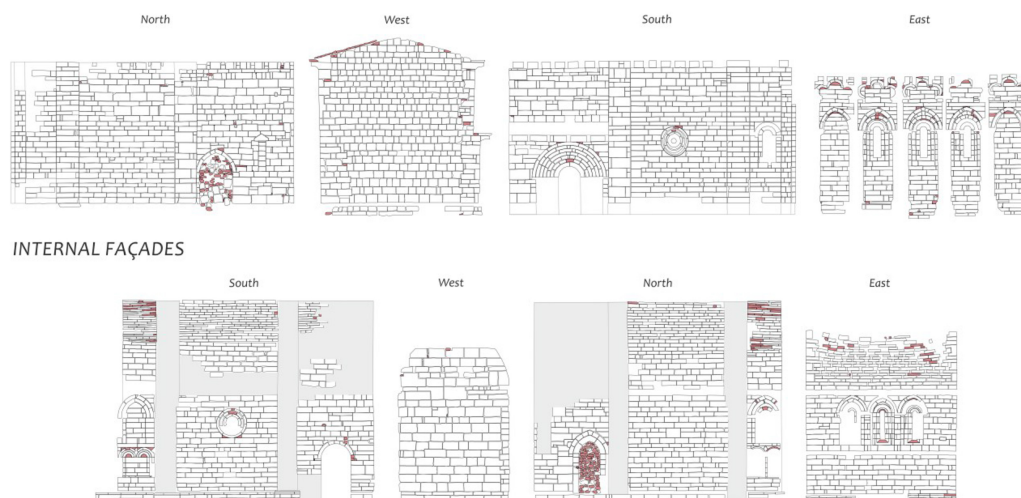 North
West
South
East
INTERNAL FAÇADES
South
West
North
East